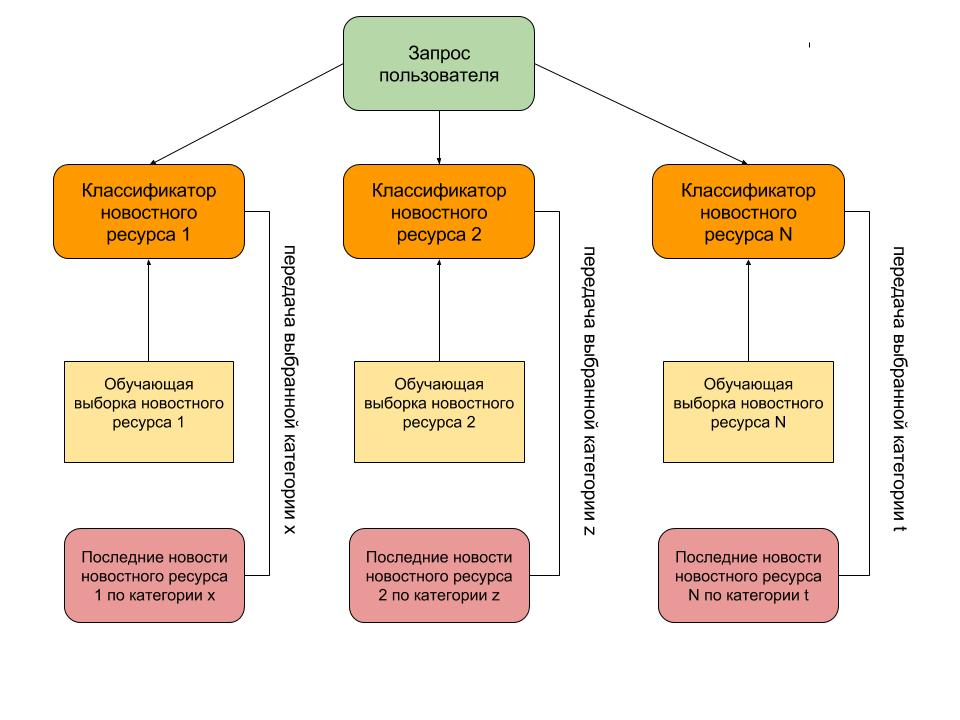 Запрос
пользователя
Классификатор
новостного
ресурса 1
Классификатор
новостного
ресурса 2
Классификатор
новостного
ресурса N
передача выбранной категории x
передача выбранной категории z
передача выбранной категории t
Обучающая
выборка новостного
ресурса 1
Обучающая
выборка новостного
ресурса 2
Обучающая
выборка новостного
ресурса N
Последние новости
новостного ресурса
1 по категории x
Последние новости
новостного ресурса
2 по категории z
Последние новости
новостного ресурса
N по категории t